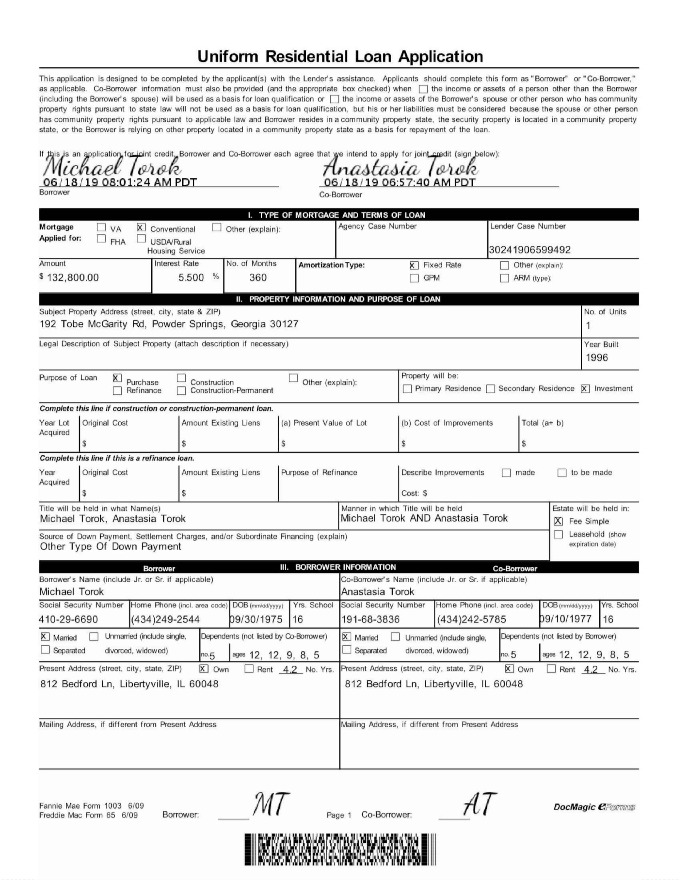 Uniform Residential Loan Application
This application is designed to be completed by the applicant(s) with the Lender's assistance. Applicants should complete this form as "Borrower" or "Co-Borrower,"
as applicable. Co-Borrower information must also be provided (and the appropriate box checked) when the income or assets of a person other than the Borrower
(including the Borrower's spouse) will be used as a basis for loan qualification or the income or assets of the Borrower's spouse or other person who has community
property rights pursuant to state law will not be used as a basis for loan qualification, but his or her liabilities must be considered because the spouse or other person
has community property rights pursuant to applicable law and Borrower resides in a community property state, the security property is located in a community property
state, or the Borrower is relying on other property located in a community property state as a basis for repayment of the loan.
If this is an application for joint credit, Borrower and Co-Borrower each agree that we intend to apply for joint credit (sign below):
Michael Torok Anastasia Torok
06/18/19 08:01:24 AM PDT 06/18/19 06:57:40 AM PDT
Borrower Co-Borrower
I. TYPE OF MORTGAGE AND TERMS OF LOAN
Mortgage VA X Conventional Other (explain): Agency Case Number Lender Case Number
Applied for: FHA USDA/Rural
Housing Service 30241906599492
Amount Interest Rate No. of Months Amortization Type: X Fixed Rate Other (explain):
$ 132,800.00 5.500 % 360 GPM ARM (type):
II. PROPERTY INFORMATION AND PURPOSE OF LOAN
Subject Property Address (street, city, state & ZIP) No. of Units
192 Tobe McGarity Rd, Powder Springs, Georgia 30127 1
Legal Description of Subject Property (attach description if necessary) Year Built
1996
Purpose of Loan X Purchase Construction Other (explain): Property will be:
Refinance Construction-Permanent Primary Residence Secondary Residence X Investment
Complete this line if construction or construction-permanent loan.
Year Lot Original Cost Amount Existing Liens (a) Present Value of Lot (b) Cost of Improvements Total (a+ b)
Acquired
$ $ $ $ $
Complete this line if this is a refinance loan.
Year Original Cost Amount Existing Liens Purpose of Refinance Describe Improvements made to be made
Acquired
$ $ Cost: $
Title will be held in what Name(s) Manner in which Title will be held Estate will be held in:
Michael Torok, Anastasia Torok Michael Torok AND Anastasia Torok X Fee Simple
Source of Down Payment, Settlement Charges, and/or Subordinate Financing (explain) Leasehold (show
Other Type Of Down Payment expiration date)
Borrower III. BORROWER INFORMATION Co-Borrower
Borrower's Name (include Jr. or Sr. if applicable) Co-Borrower's Name (include Jr. or Sr. if applicable)
Michael Torok Anastasia Torok
Social Security Number Home Phone (incl. area code) DOB (mm/dd/yyyy) Yrs. School Social Security Number Home Phone (incl. area code) DOB (mm/dd/yyyy) Yrs. School
410-29-6690 (434)249-2544 09/30/1975 16 191-68-3836 (434)242-5785 09/10/1977 16
X Married Unmarried (include single, Dependents (not listed by Co-Borrower) X Married Unmarried (include single, Dependents (not listed by Borrower)
Separated divorced, widowed) no. 5 ages 12, 12, 9, 8, 5 Separated divorced, widowed) no. 5 ages 12, 12, 9, 8, 5
Present Address (street, city, state, ZIP) X Own Rent 4.2 No. Yrs. Present Address (street, city, state, ZIP) X Own Rent 4.2 No. Yrs.
812 Bedford Ln, Libertyville, IL 60048 812 Bedford Ln, Libertyville, IL 60048
Mailing Address, if different from Present Address Mailing Address, if different from Present Address
Fannie Mae Form 1003 6/09
Freddie Mac Form 65 6/09 Borrower: MT Page 1 Co-Borrower: AT DocMagic eForms